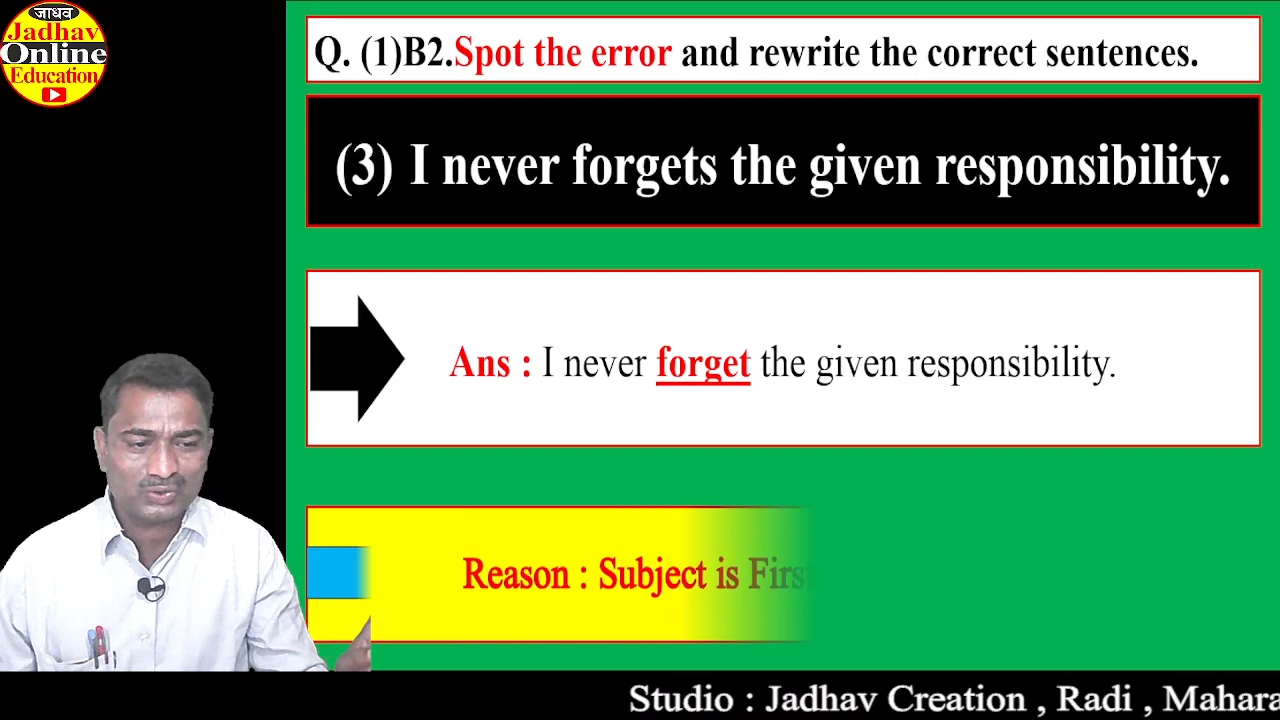 जाधव
Jadhav
Online
Education
Q. (1)B2.Spot the error and rewrite the correct sentences.
(3) I never forgets the given responsibility.
Ans : I never forget the given responsibility.
Reason : Subject is
Studio : Jadhav Creation , Radi ,